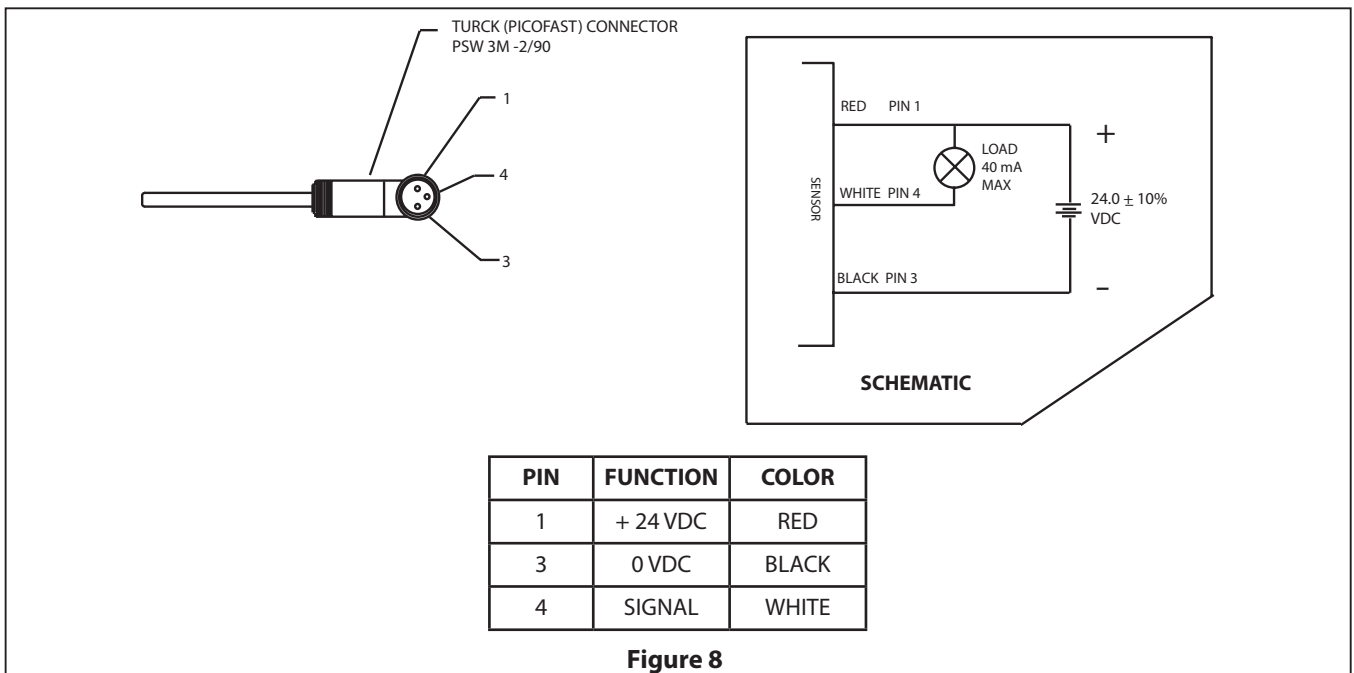 TURCK (PICOFAST) CONNECTOR
PSW 3M -2/90
1
4
3
SENSOR
RED PIN 1
LOAD
40 mA
MAX
WHITE PIN 4
BLACK PIN 3
+
24.0 ± 10%
VDC
–
SCHEMATIC
PIN FUNCTION COLOR
1 + 24 VDC RED
3 0 VDC BLACK
4 SIGNAL WHITE
Figure 8